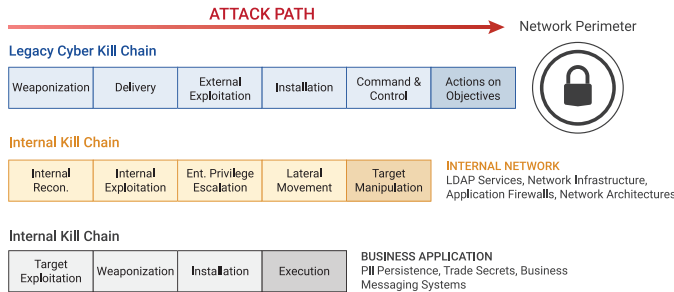 ATTACK PATH
Network Perimeter
Legacy Cyber Kill Chain
Weaponization
Delivery
External
Exploitation
Installation
Command &
Control
Actions on
Objectives
Internal Kill Chain
Internal
Recon.
Internal
Exploitation
Ent. Privilege
Escalation
Lateral
Movement
Target
Manipulation
INTERNAL NETWORK
LDAP Services, Network Infrastructure,
Application Firewalls, Network Architectures
Internal Kill Chain
Target
Exploitation
Weaponization
Installation
Execution
BUSINESS APPLICATION
PII Persistence, Trade Secrets, Business
Messaging Systems